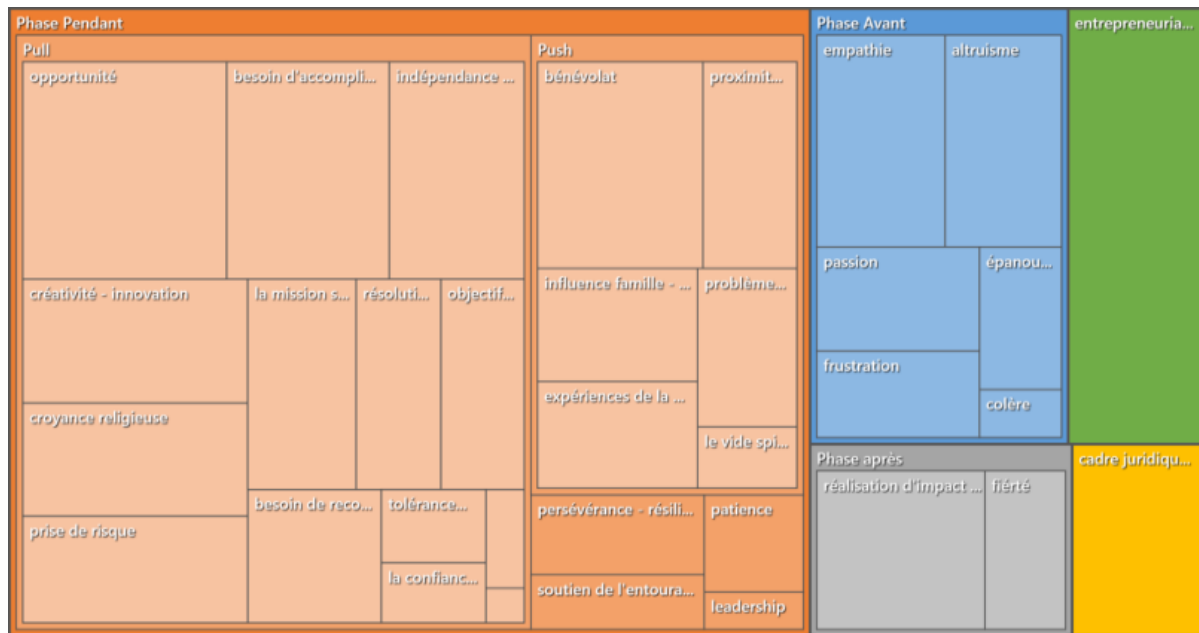 Phase Pendant
Pull
opportunité
besoin d'accompli...
indépendance ...
créativité - innovation
la mission s...
résoluti...
objectif...
croyance religieuse
prise de risque
besoin de reco...
tolérance...
la confianc...
Push
bénévolat
proximit...
influence famille - ...
problème...
expériences de la ...
le vide spi...
persévérance - résili...
patience
soutien de l'entoura...
leadership
Phase Avant
empathie
altruisme
passion
épanou...
frustration
colère
Phase après
réalisation d'impact ...
fiérté
entrepreneuria...
cadre juridiqu...